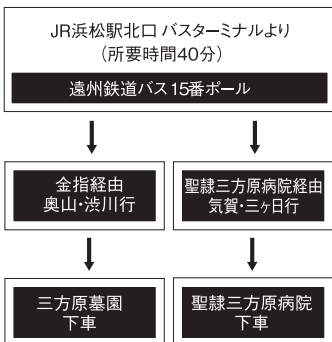 JR浜松駅北口 バスターミナルより
（所要時間40分）
遠州鉄道バス 15番ポール
金指経由
奥山・渋川行
聖隷三方原病院経由
気賀・三ヶ日行
三方原墓園
下車
聖隷三方原病院
下車